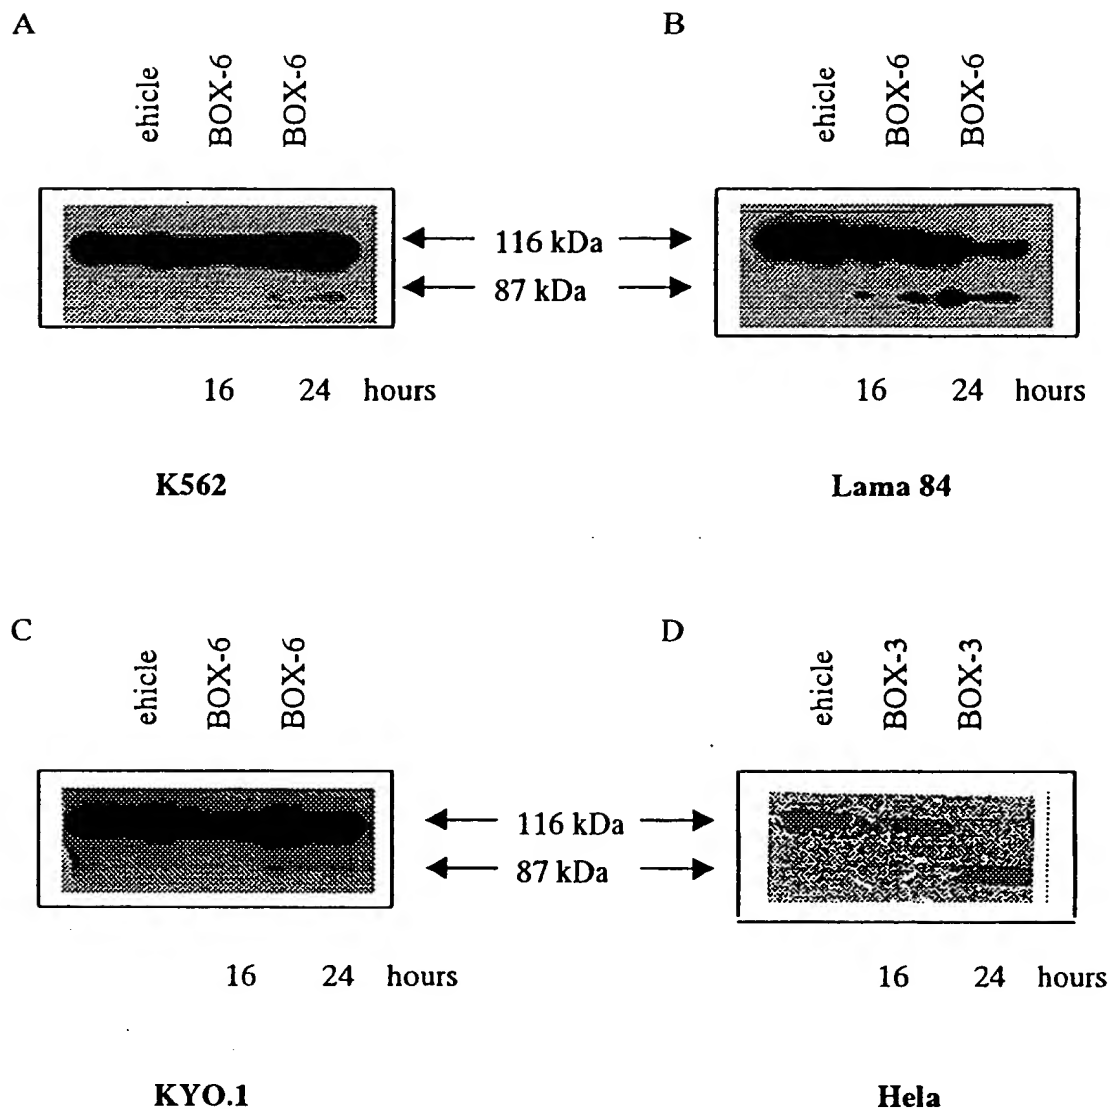 A
B
ehicle
BOX-6
BOX-6
ehicle
BOX-6
BOX-6
116 kDa
87 kDa
16 24 hours
16 24 hours
K562
Lama 84
C
D
ehicle
BOX-6
BOX-6
ehicle
BOX-3
BOX-3
116 kDa
87 kDa
16 24 hours
16 24 hours
KYO.1
Hela